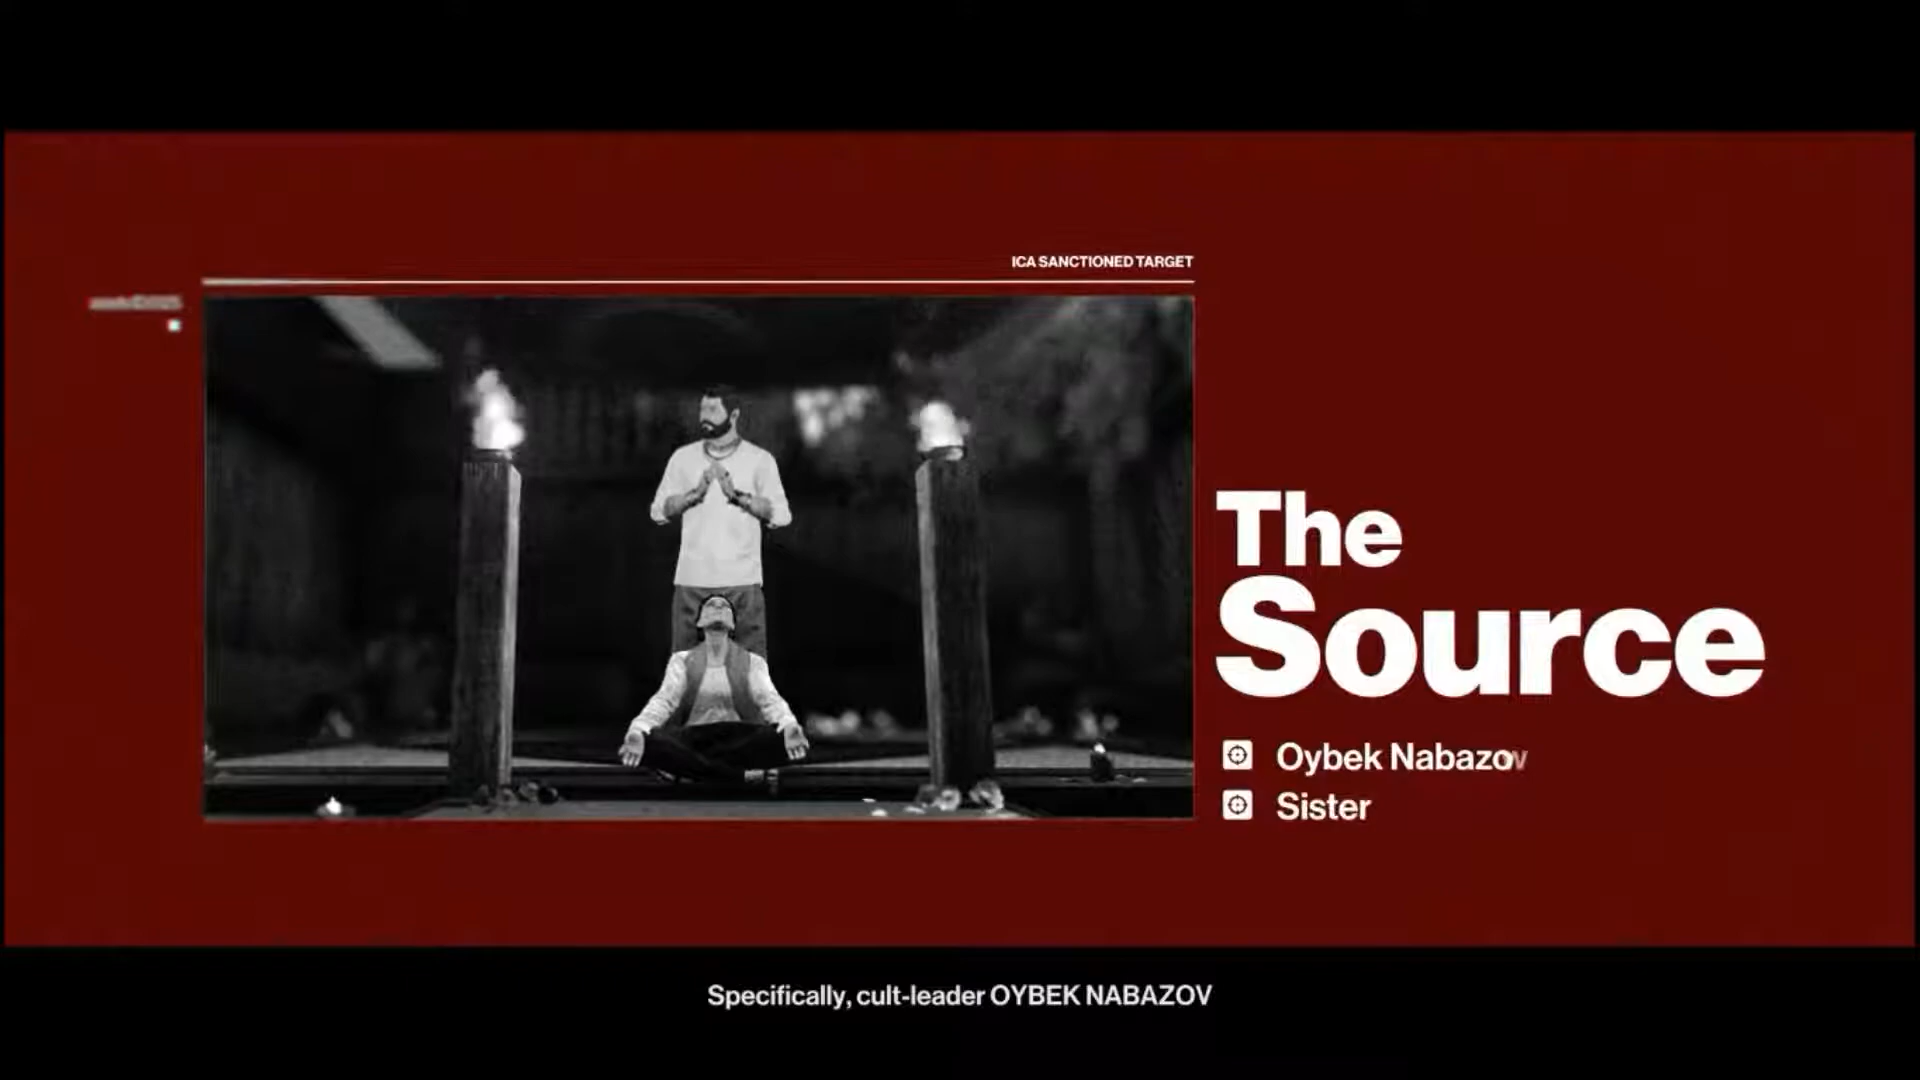 ICA SANCTIONED TARGET
The
Source
Oybek Nabazov
Sister
Specifically, cult-leader OYBEK NABAZOV